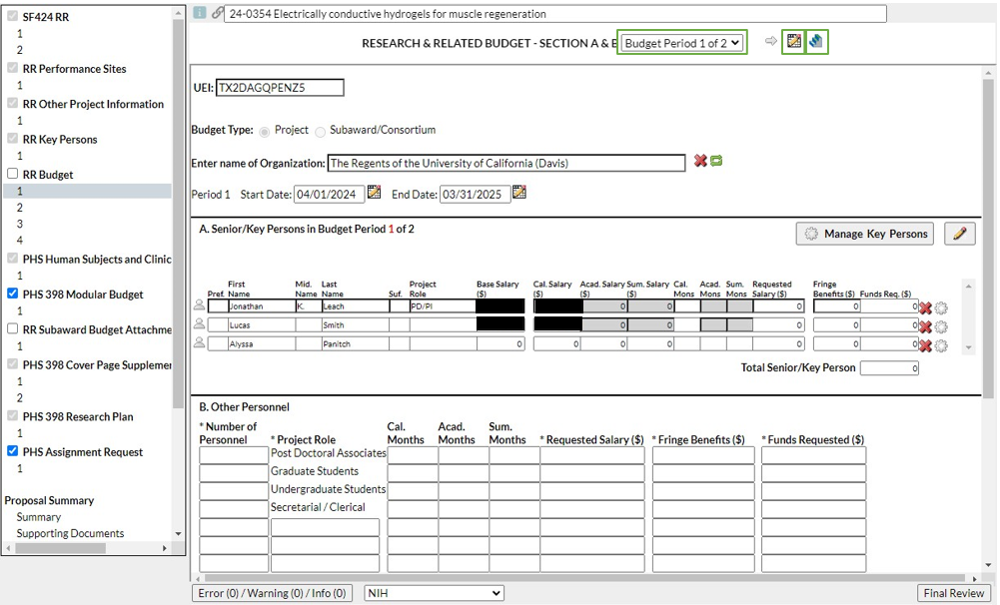 SF424 RR
1
2
RR Performance Sites
1
RR Other Project Information
1
RR Key Persons
1
RR Budget
1
2
3
4
PHS Human Subjects and Clinic
1
PHS 398 Modular Budget
1
RR Subaward Budget Attachme
1
PHS 398 Cover Page Supplemen
1
2
PHS 398 Research Plan
1
PHS Assignment Request
1
Proposal Summary
Summary
Supporting Documents
24-0354 Electrically conductive hydrogels for muscle regeneration
RESEARCH & RELATED BUDGET - SECTION A & B Budget Period 1 of 2
UEI: TX2DAGQPENZ5
Budget Type: Project Subaward/Consortium
Enter name of Organization: The Regents of the University of California (Davis)
Period 1 Start Date: 04/01/2024 End Date: 03/31/2025
A. Senior/Key Persons in Budget Period 1 of 2 Manage Key Persons
First Mid. Last Project Base Salary Cal. Salary Acad. Salary Sum. Salary Cal. Acad. Sum. Requested Fringe
Pref. Name Name Name Suf. Role ($) ($) ($) ($) Mons Mons Mons Salary ($) Benefits ($) Funds Req. ($)
Jonathan K. Leach PD/PI 0 0 0 0 0
Lucas Smith 0 0 0 0 0
Alyssa Panitch 0 0 0 0 0 0 0
Total Senior/Key Person 0
B. Other Personnel
* Number of Cal. Acad. Sum.
Personnel * Project Role Months Months Months * Requested Salary ($) * Fringe Benefits ($) * Funds Requested ($)
Post Doctoral Associates
Graduate Students
Undergraduate Students
Secretarial / Clerical
Error (0) / Warning (0) / Info (0) NIH Final Review